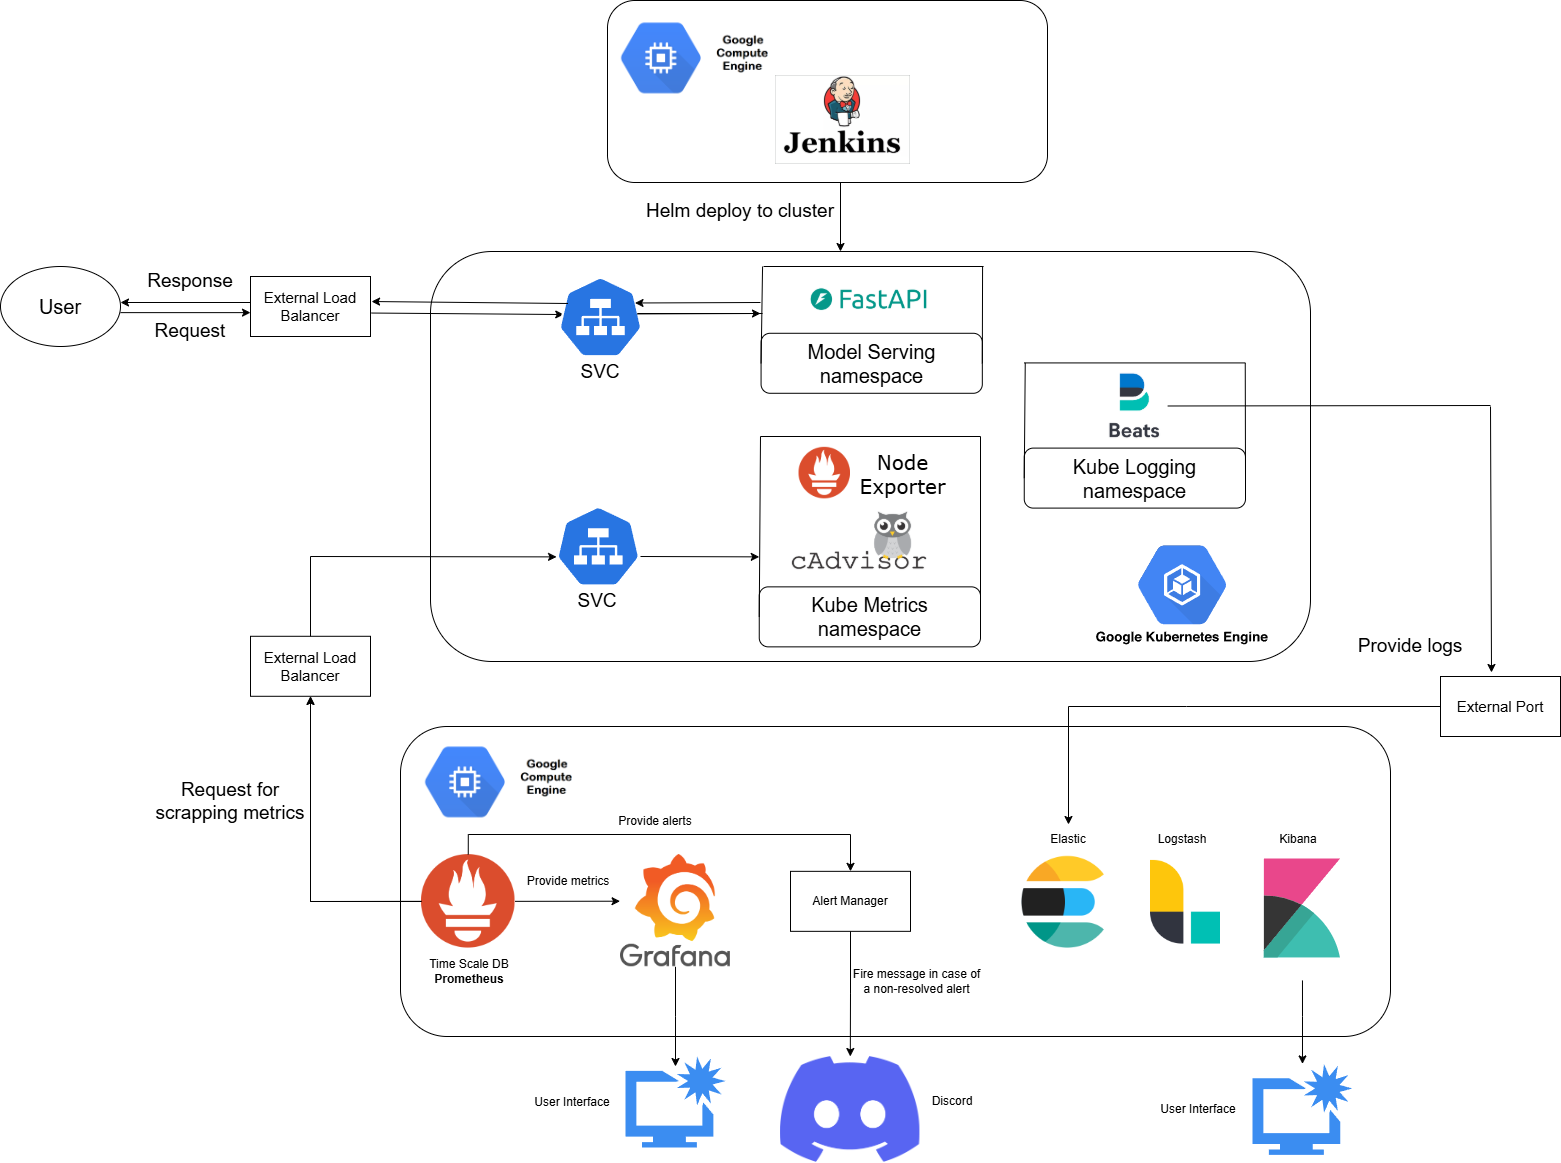 Google
Compute
Engine
Jenkins
Helm deploy to cluster
User
Response
Request
External Load
Balancer
SVC
FastAPI
Model Serving
namespace
Beats
Kube Logging
namespace
Node
Exporter
cAdvisor
SVC
Kube Metrics
namespace
Google Kubernetes Engine
External Load
Balancer
Provide logs
External Port
Request for
scrapping metrics
Google
Compute
Engine
Provide alerts
Provide metrics
Time Scale DB
Prometheus
Grafana
Alert Manager
Fire message in case of
a non-resolved alert
Elastic
Logstash
Kibana
User Interface
Discord
User Interface